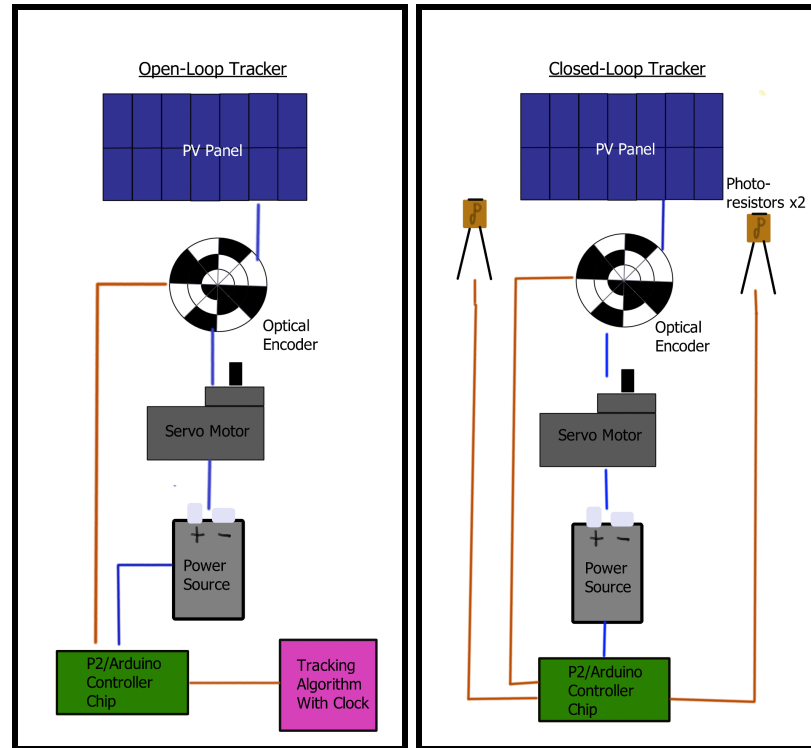 Open-Loop Tracker
PV Panel
Optical
Encoder
Servo Motor
+ -
Power
Source
P2/Arduino
Controller
Chip
Tracking
Algorithm
With Clock
Closed-Loop Tracker
PV Panel
Photo-
resistors x2
Optical
Encoder
Servo Motor
+ -
Power
Source
P2/Arduino
Controller
Chip